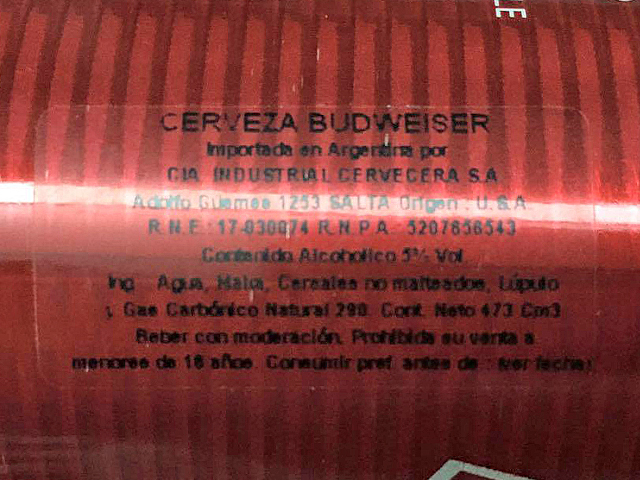 LE
CERVEZA BUDWEISER
Importada en Argentina por
CIA INDUSTRIAL CERVECERA S.A
Adolfo Guemes 1253 SALTA Origen : U.S.A.
R.N.E.: 17-030074 R.N.P.A.: 5207656543
Contenido Alcoholico 5% Vol
Ing Agua, Malta, Cereales no malteados, Lúpulo
y Gas Carbónico Natural 290. Cont. Neto 473 Cm3
Beber con moderación. Prohibida su venta a
menores de 18 años. Consumir pref. antes de : (ver fecha)